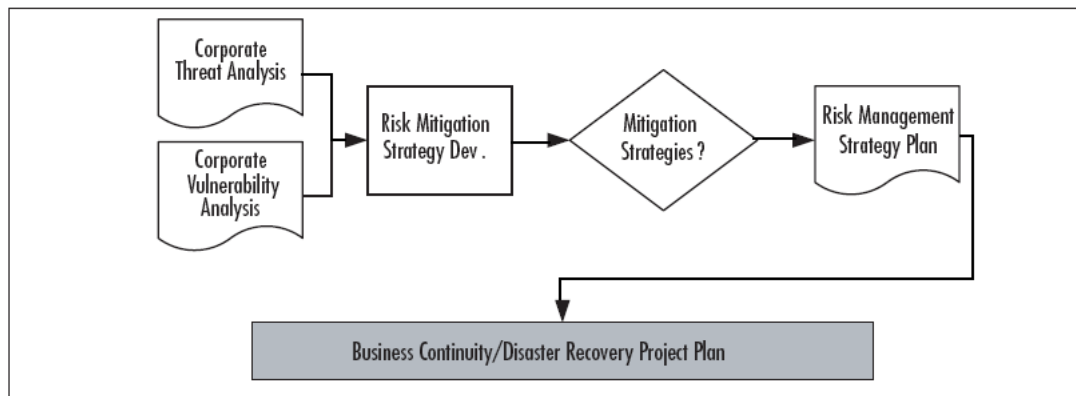 Corporate
Threat Analysis
Corporate
Vulnerability
Analysis
Risk Mitigation
Strategy Dev .
Mitigation
Strategies ?
Risk Management
Strategy Plan
Business Continuity/Disaster Recovery Project Plan